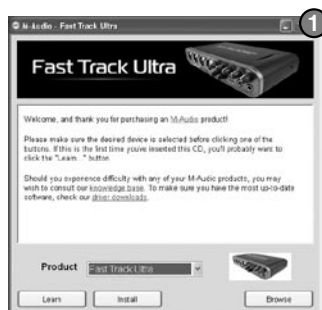 M-Audio - Fast Track Ultra
1
Fast Track Ultra
Welcome, and thank you for purchasing an M-Audio product!
Please make sure the desired device is selected before clicking one of the
buttons. If this is the first time you've inserted this CD, you'll probably want to
click the "Learn..." button.
Should you experience difficulty with any of your M-Audio products, you may
wish to consult our knowledge base. To make sure you have the most up-to-date
software, check our driver downloads.
Product
Fast Track Ultra
Learn
Install
Browse